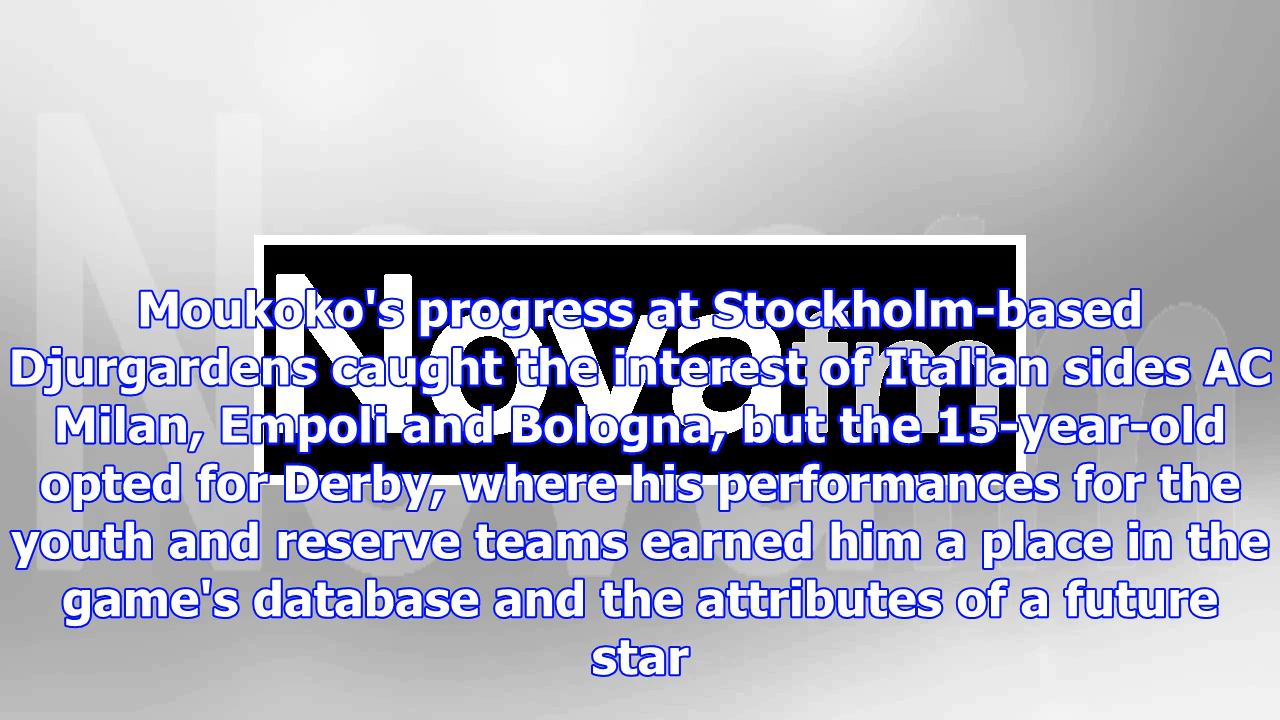 Nova fm
Moukoko's progress at Stockholm-based
Djurgardens caught the interest of Italian sides AC
Milan, Empoli and Bologna, but the 15-year-old
opted for Derby, where his performances for the
youth and reserve teams earned him a place in the
game's database and the attributes of a future
star